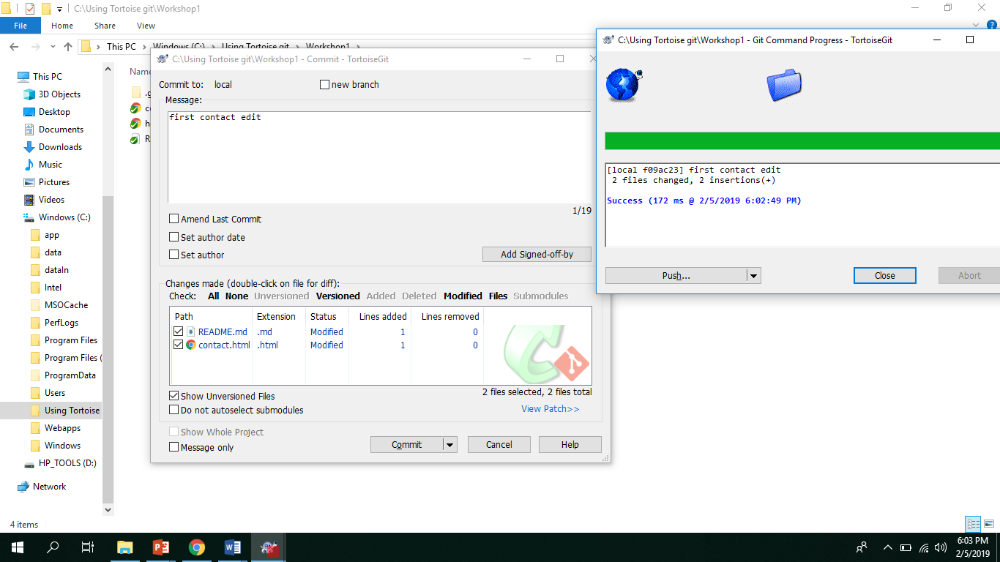 C:\Using Tortoise git\Workshop1
File Home Share View
This PC Windows (C:) Using Tortoise git Workshop1
This PC
3D Objects
Desktop
Documents
Downloads
Music
Pictures
Videos
Windows (C:)
app
data
dataIn
Intel
MSOCache
PerfLogs
Program Files
Program Files (
ProgramData
Users
Using Tortoise
Webapps
Windows
HP_TOOLS (D:)
Network
4 items
Name
.g
co
h
R
C:\Using Tortoise git\Workshop1 - Commit - TortoiseGit
Commit to: local new branch
Message:
first contact edit
1/19
Amend Last Commit
Set author date
Set author
Add Signed-off-by
Changes made (double-click on file for diff):
Check: All None Unversioned Versioned Added Deleted Modified Files Submodules
Path Extension Status Lines added Lines removed
README.md .md Modified 1 0
contact.html .html Modified 1 0
Show Unversioned Files
2 files selected, 2 files total
Do not autoselect submodules
View Patch>>
Show Whole Project
Message only
Commit Cancel Help
C:\Using Tortoise git\Workshop1 - Git Command Progress - TortoiseGit
[local f09ac23] first contact edit
2 files changed, 2 insertions(+)
Success (172 ms @ 2/5/2019 6:02:49 PM)
Push... Close Abort
6:03 PM
2/5/2019